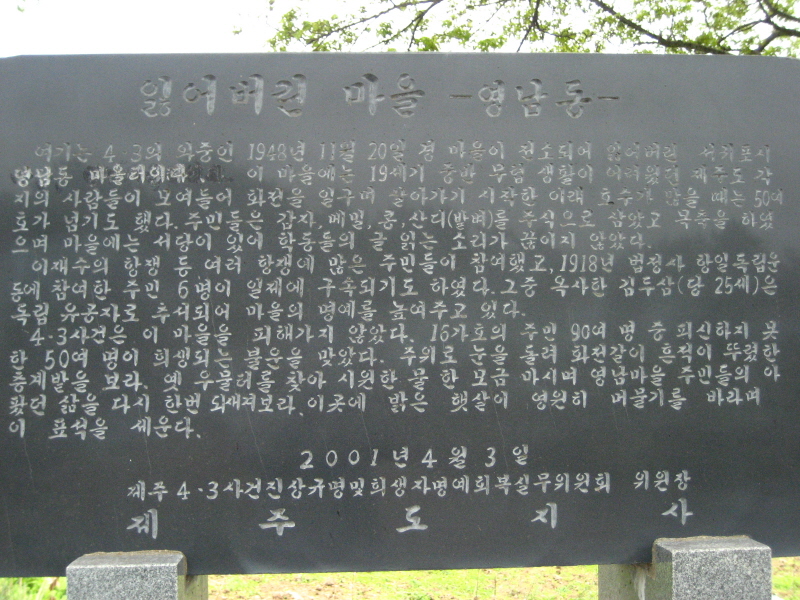 잃어버린 마을 -영남동-
여기는 4·3의 와중인 1948년 11월 20일 경 마을이 전소되어 잃어버린 서귀포시
영남동 마을터이다. 이 마을에는 19세기 중반 무렵 생활이 어려웠던 제주도 각
지의 사람들이 모여들어 화전을 일구며 살아가기 시작한 이래 호수가 많을 때는 50여
호가 넘기도 했다. 주민들은 감자, 메밀, 콩, 산디(밭벼)를 주식으로 삼았고 목축을 하였
으며 마을에는 서당이 있어 학동들의 글 읽는 소리가 끊이지 않았다.
이재수의 항쟁 등 여러 항쟁에 많은 주민들이 참여했고, 1918년 법정사 항일독립운
동에 참여한 주민 6명이 일제에 구속되기도 하였다. 그중 옥사한 김두삼(당 25세)은
독립 유공자로 추서되어 마을의 명예를 높여주고 있다.
4·3사건은 이 마을을 피해가지 않았다. 16가호의 주민 90여 명 중 피신하지 못
한 50여 명이 희생되는 불운을 맞았다. 주위로 눈을 돌려 화전갈이 흔적이 뚜렷한
층계밭을 보라. 옛 우물터를 찾아 시원한 물 한 모금 마시며 영남마을 주민들의 아
팠던 삶을 다시 한번 되새겨보라. 이곳에 밝은 햇살이 영원히 머물기를 바라며
이 표석을 세운다.
2001년 4월 3일
제주4·3사건진상규명및희생자명예회복실무위원회 위원장
제주도지사